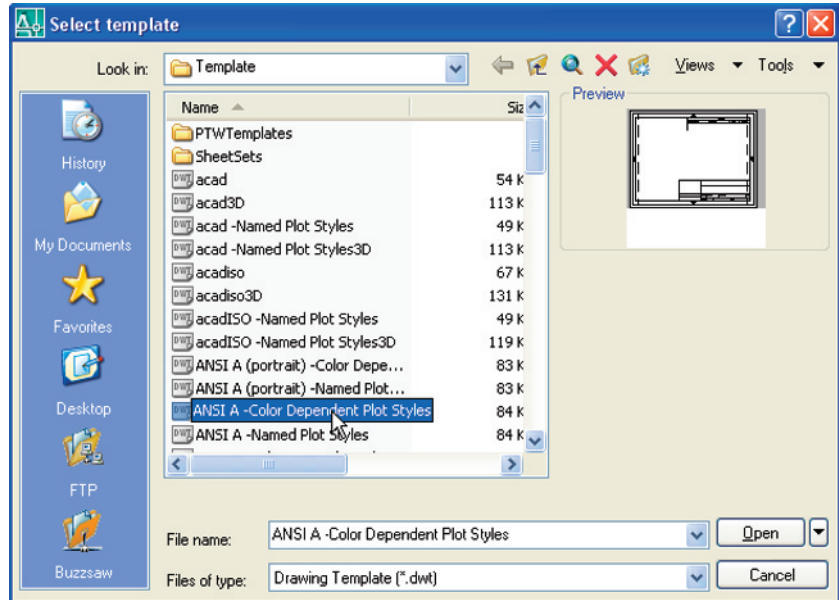 Select template
Look in: Template Views Tools
Name Siz Preview
PTWTemplates
SheetSets
acad 54 K
acad3D 113 K
acad -Named Plot Styles 49 K
acad -Named Plot Styles3D 113 K
acadiso 67 K
acadiso3D 131 K
acadISO -Named Plot Styles 49 K
acadISO -Named Plot Styles3D 119 K
ANSI A (portrait) -Color Depe... 83 K
ANSI A (portrait) -Named Plot... 83 K
ANSI A -Color Dependent Plot Styles 84 K
ANSI A -Named Plot Styles 84 K
History
My Documents
Favorites
Desktop
FTP
Buzzsaw
File name: ANSI A -Color Dependent Plot Styles Open
Files of type: Drawing Template (*.dwt) Cancel